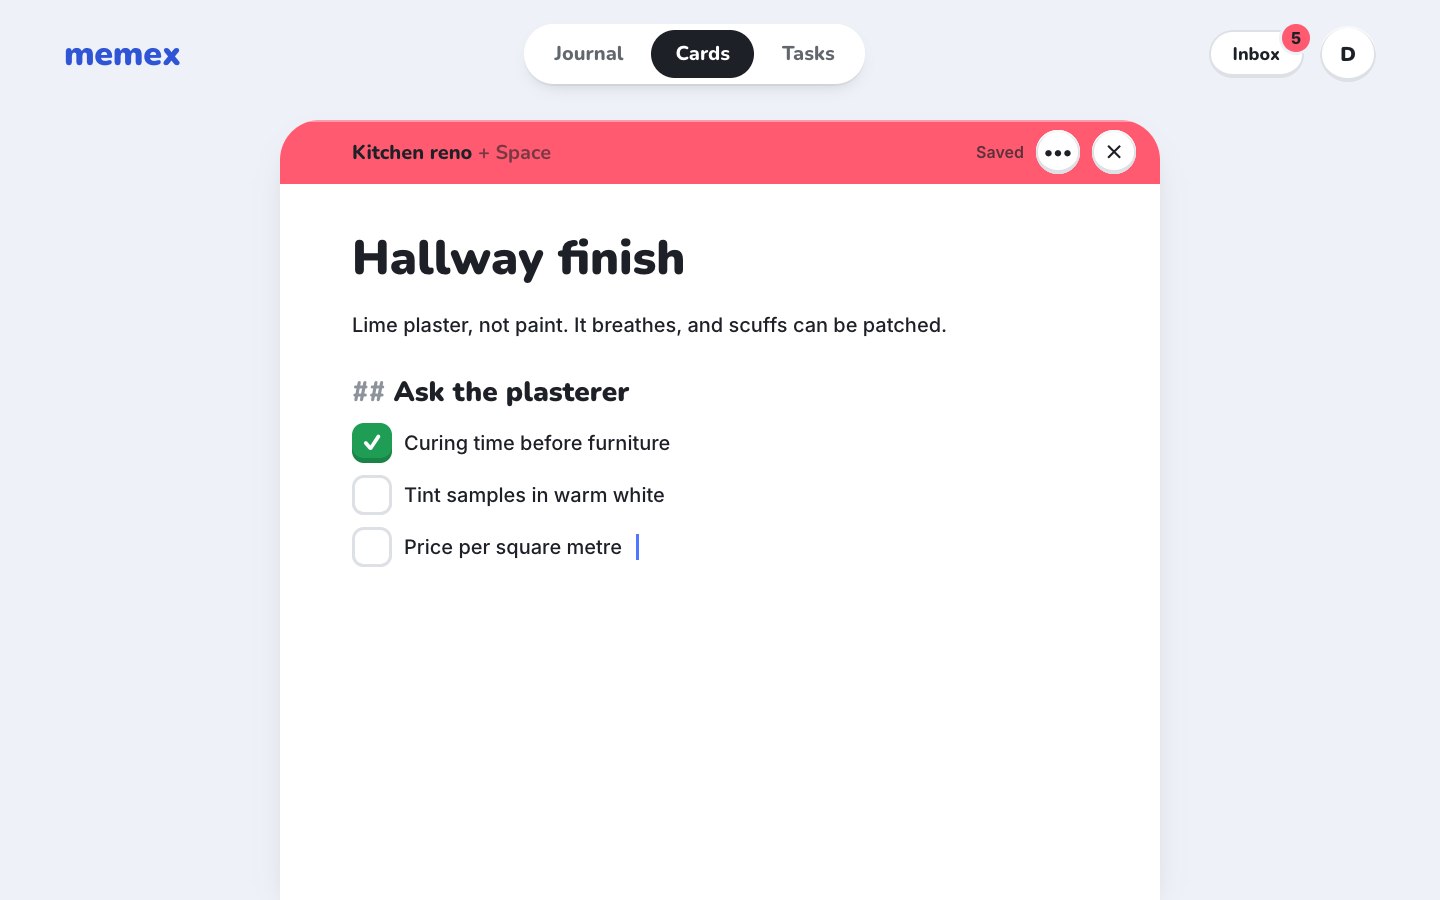 memex
Journal Cards Tasks
Inbox 5 D
Kitchen reno + Space
Saved
Hallway finish
Lime plaster, not paint. It breathes, and scuffs can be patched.
## Ask the plasterer
Curing time before furniture
Tint samples in warm white
Price per square metre